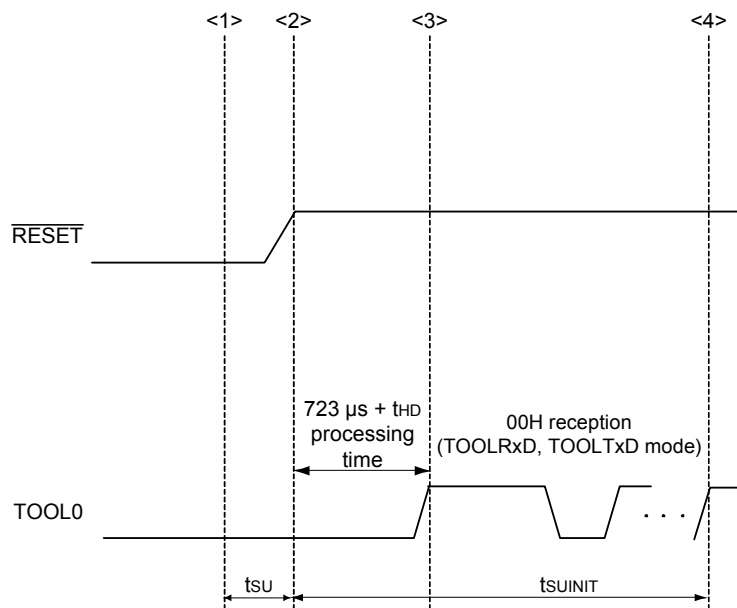 <1> <2> <3> <4>
RESET
723 µs + tHD
processing
time
00H reception
(TOOLRxD, TOOLTxD mode)
TOOL0
. . .
tSU
tSUINIT